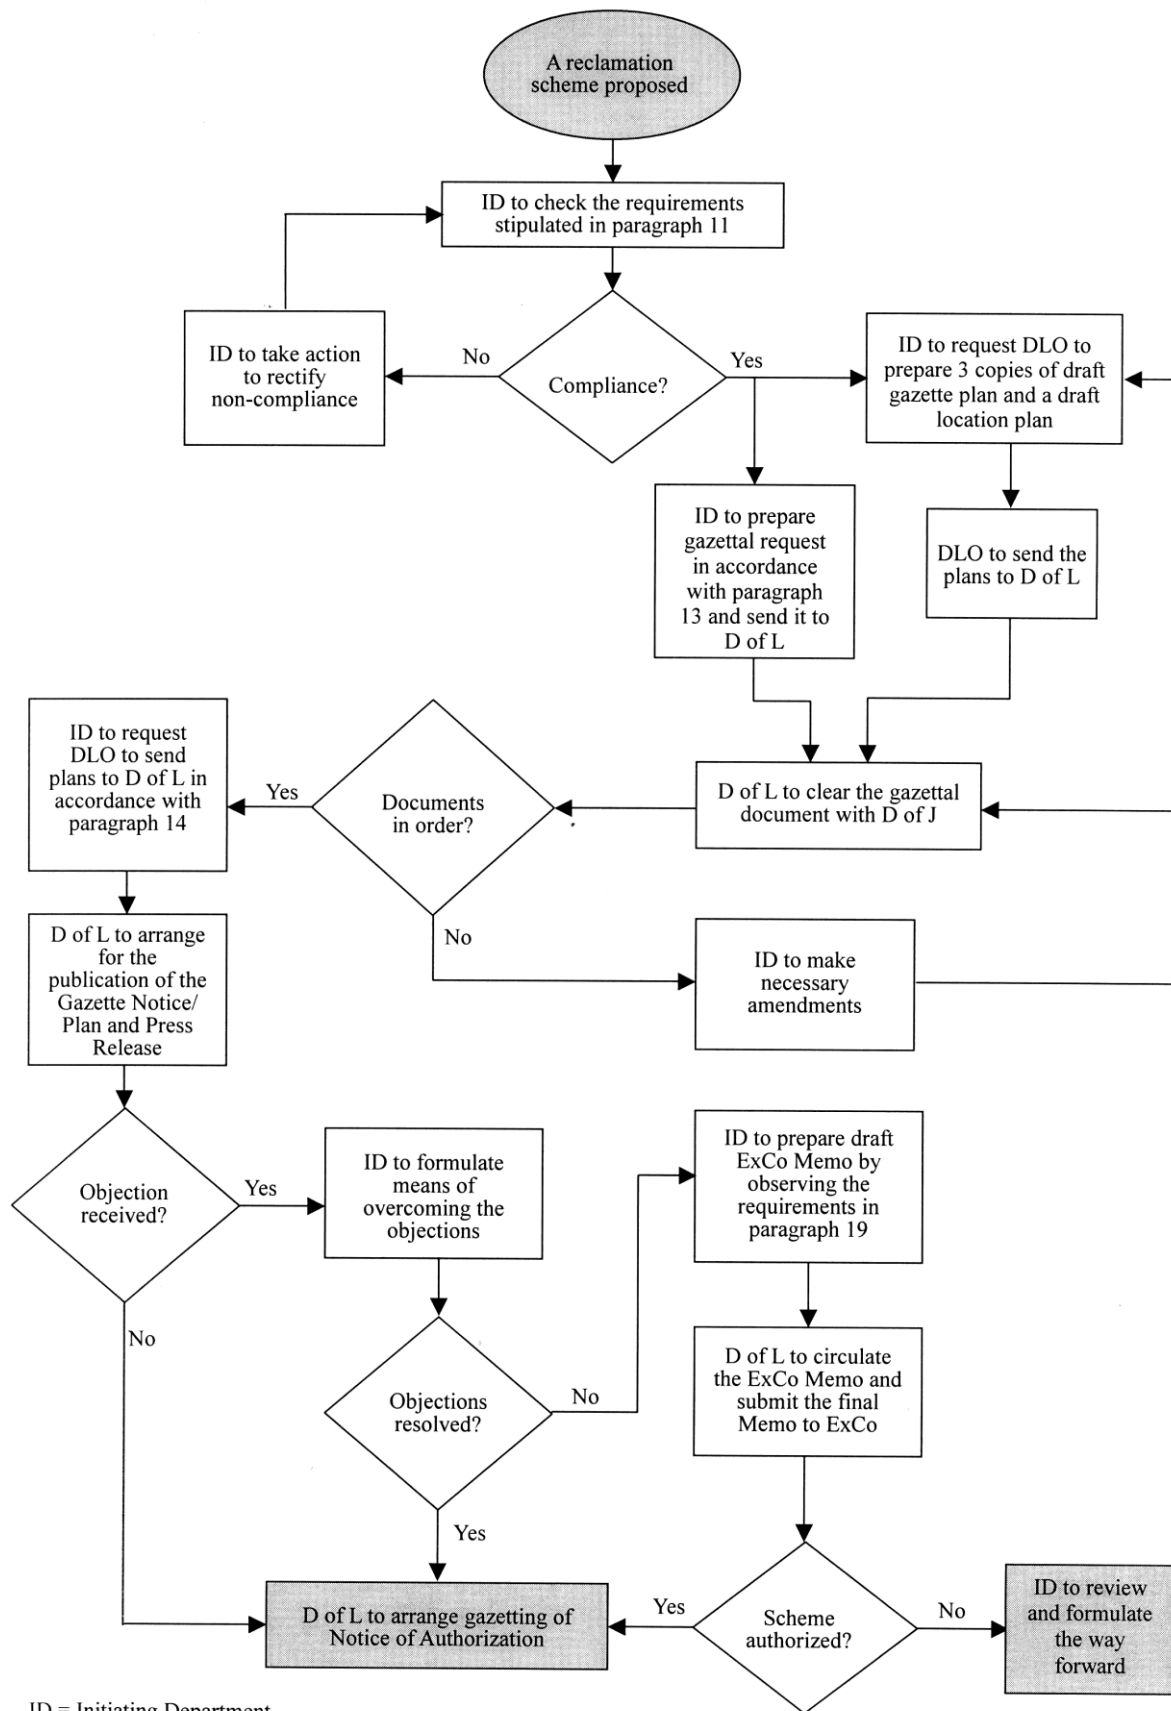 A reclamation
scheme proposed
ID to check the requirements
stipulated in paragraph 11
ID to take action
to rectify
non-compliance
No
Compliance?
Yes
ID to request DLO to
prepare 3 copies of draft
gazette plan and a draft
location plan
ID to prepare
gazettal request
in accordance
with paragraph
13 and send it to
D of L
DLO to send the
plans to D of L
ID to request
DLO to send
plans to D of L in
accordance with
paragraph 14
Yes
Documents
in order?
D of L to clear the gazettal
document with D of J
No
D of L to arrange
for the
publication of the
Gazette Notice/
Plan and Press
Release
ID to make
necessary
amendments
Objection
received?
Yes
ID to formulate
means of
overcoming the
objections
ID to prepare draft
ExCo Memo by
observing the
requirements in
paragraph 19
No
Objections
resolved?
No
D of L to circulate
the ExCo Memo and
submit the final
Memo to ExCo
Yes
D of L to arrange gazetting of
Notice of Authorization
Yes
Scheme
authorized?
No
ID to review
and formulate
the way
forward
ID = Initiating Department